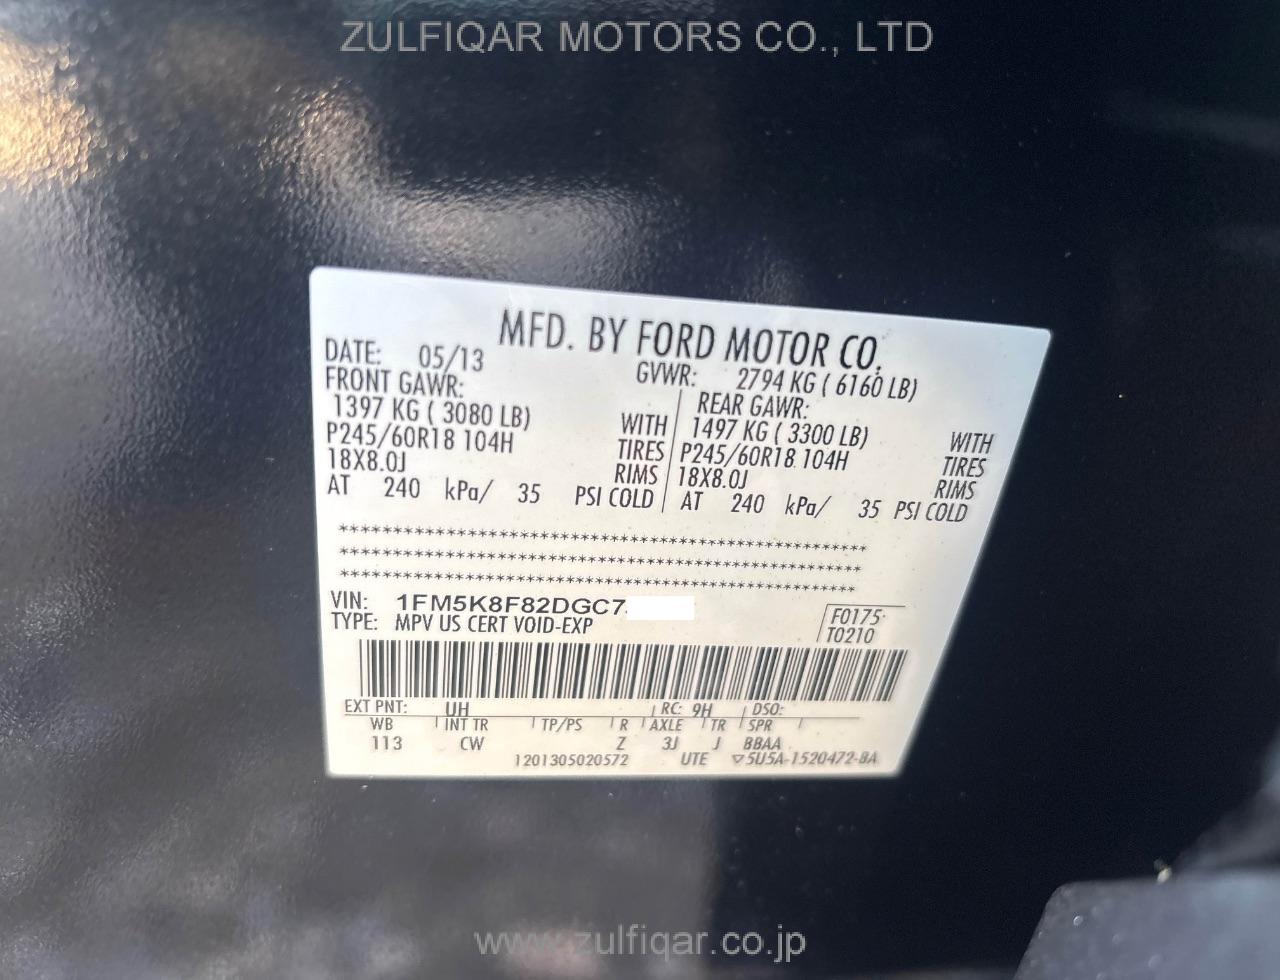 ZULFIQAR MOTORS CO., LTD
MFD. BY FORD MOTOR CO.
DATE: 05/13 GVWR: 2794 KG ( 6160 LB)
FRONT GAWR: REAR GAWR:
1397 KG ( 3080 LB) WITH 1497 KG ( 3300 LB) WITH
P245/60R18 104H TIRES P245/60R18 104H TIRES
18X8.0J RIMS 18X8.0J RIMS
AT 240 kPa/ 35 PSI COLD AT 240 kPa/ 35 PSI COLD
*************************************************
*************************************************
*************************************************
VIN: 1FM5K8F82DGC7
TYPE: MPV US CERT VOID-EXP
F0175
T0210
EXT PNT: UH RC: 9H DSO:
WB INT TR TP/PS R AXLE TR SPR
113 CW Z 3J J BBAA
1201305020572 UTE ▽5U5A-1520472-BA
www.zulfiqar.co.jp